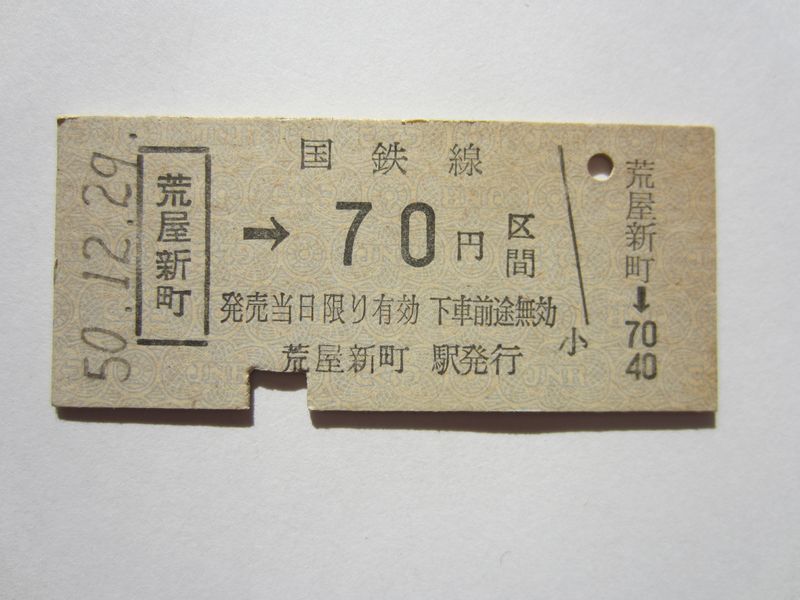 50.12.29
荒屋新町
国鉄線
→ 70円区間
発売当日限り有効 下車前途無効
荒屋新町 駅発行
小
荒屋新町
↓
70
40